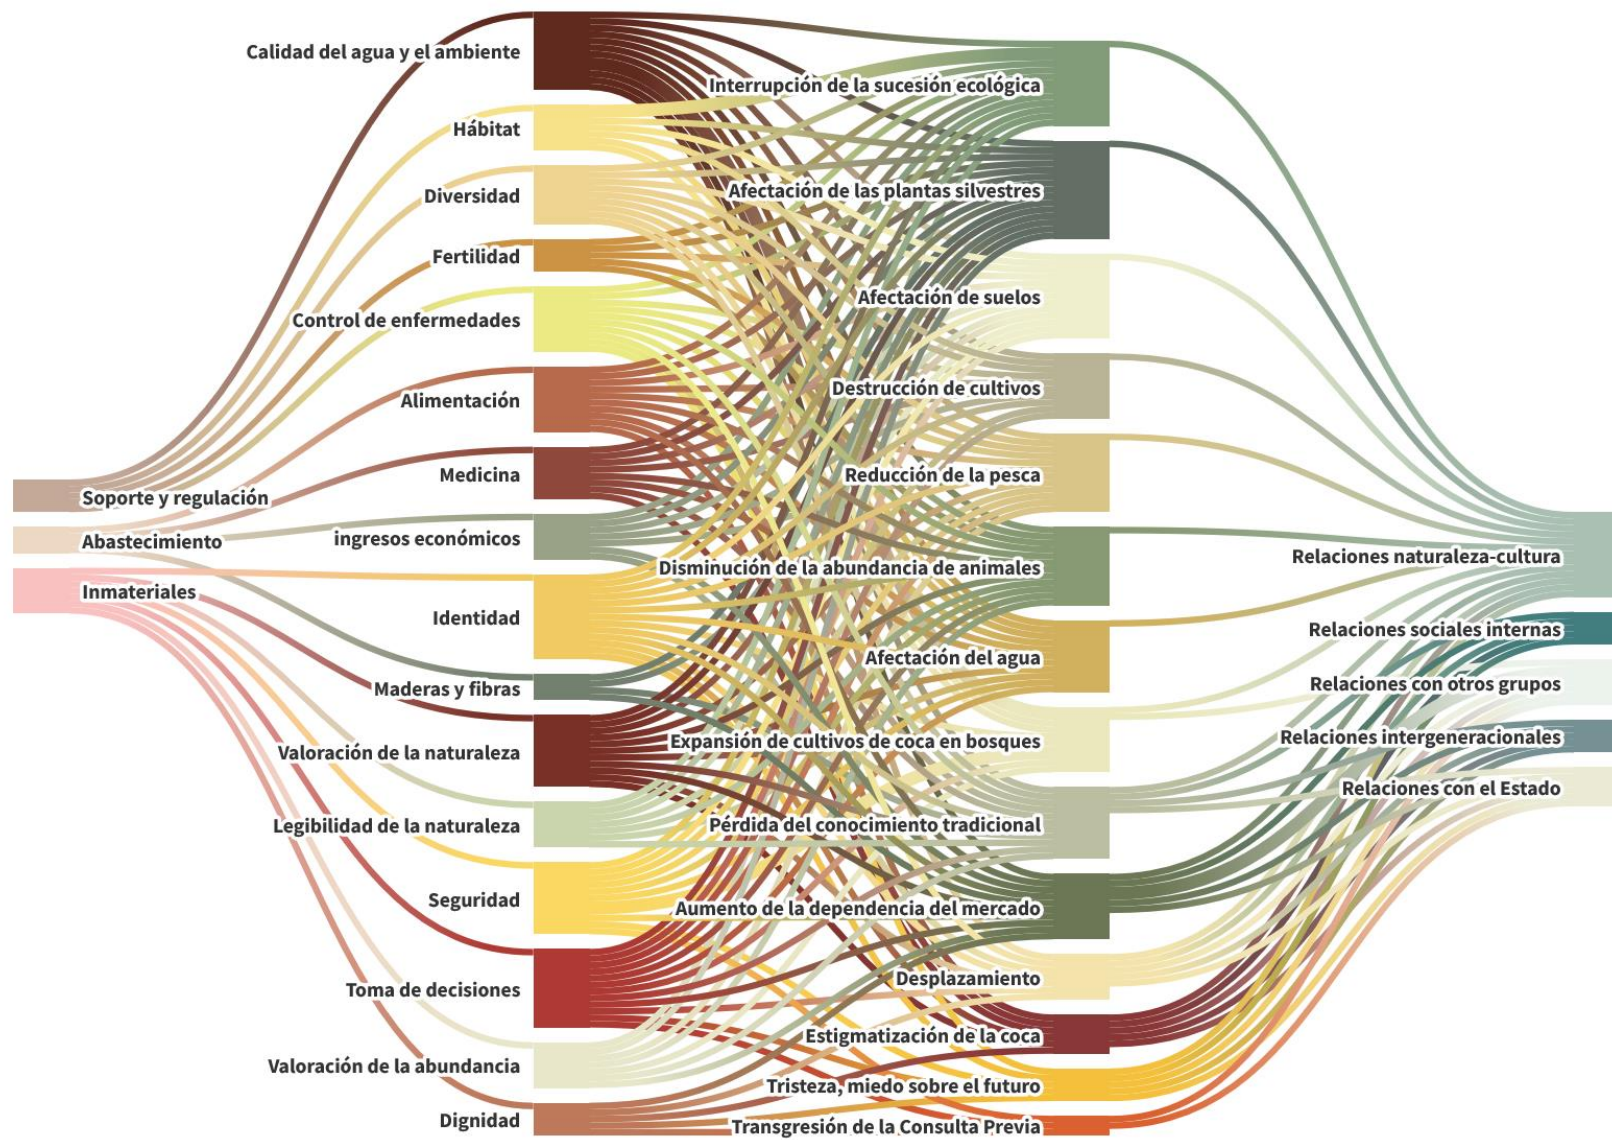 Soporte y regulación
Abastecimiento
Inmateriales
Calidad del agua y el ambiente
Hábitat
Diversidad
Fertilidad
Control de enfermedades
Alimentación
Medicina
ingresos económicos
Identidad
Maderas y fibras
Valoración de la naturaleza
Legibilidad de la naturaleza
Seguridad
Toma de decisiones
Valoración de la abundancia
Dignidad
Interrupción de la sucesión ecológica
Afectación de las plantas silvestres
Afectación de suelos
Destrucción de cultivos
Reducción de la pesca
Disminución de la abundancia de animales
Afectación del agua
Expansión de cultivos de coca en bosques
Pérdida del conocimiento tradicional
Aumento de la dependencia del mercado
Desplazamiento
Estigmatización de la coca
Tristeza, miedo sobre el futuro
Transgresión de la Consulta Previa
Relaciones naturaleza-cultura
Relaciones sociales internas
Relaciones con otros grupos
Relaciones intergeneracionales
Relaciones con el Estado